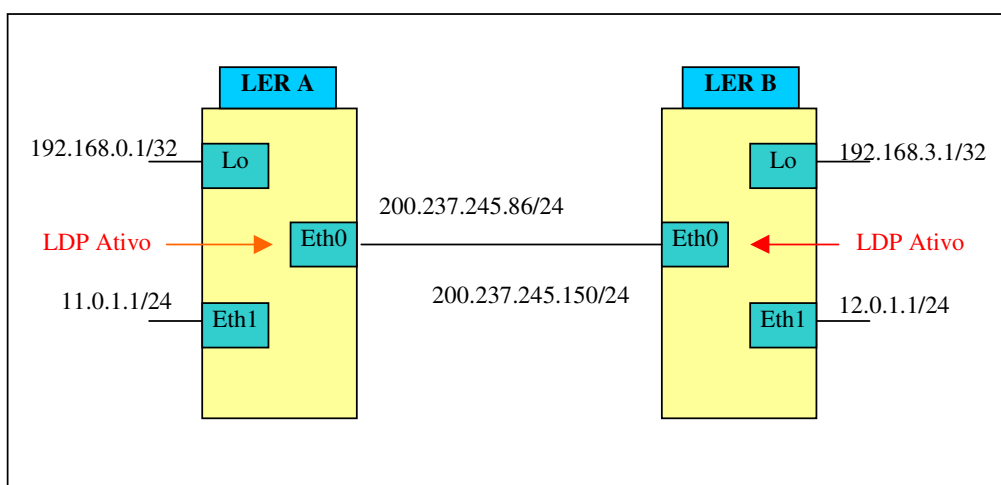 LER A
LER B
192.168.0.1/32
Lo
Lo
192.168.3.1/32
200.237.245.86/24
LDP Ativo
Eth0
Eth0
LDP Ativo
200.237.245.150/24
11.0.1.1/24
Eth1
Eth1
12.0.1.1/24